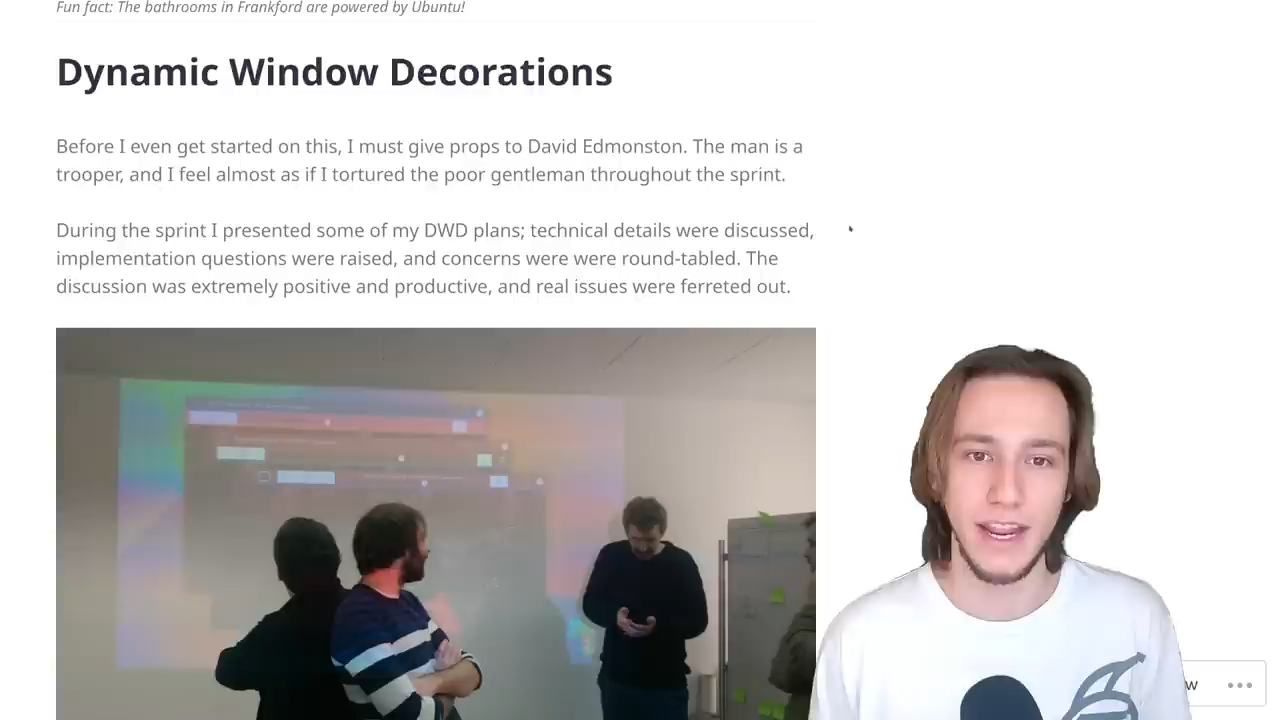 Fun fact: The bathrooms in Frankford are powered by Ubuntu!
Dynamic Window Decorations
Before I even get started on this, I must give props to David Edmonston. The man is a
trooper, and I feel almost as if I tortured the poor gentleman throughout the sprint.
During the sprint I presented some of my DWD plans; technical details were discussed,
implementation questions were raised, and concerns were were round-tabled. The
discussion was extremely positive and productive, and real issues were ferreted out.